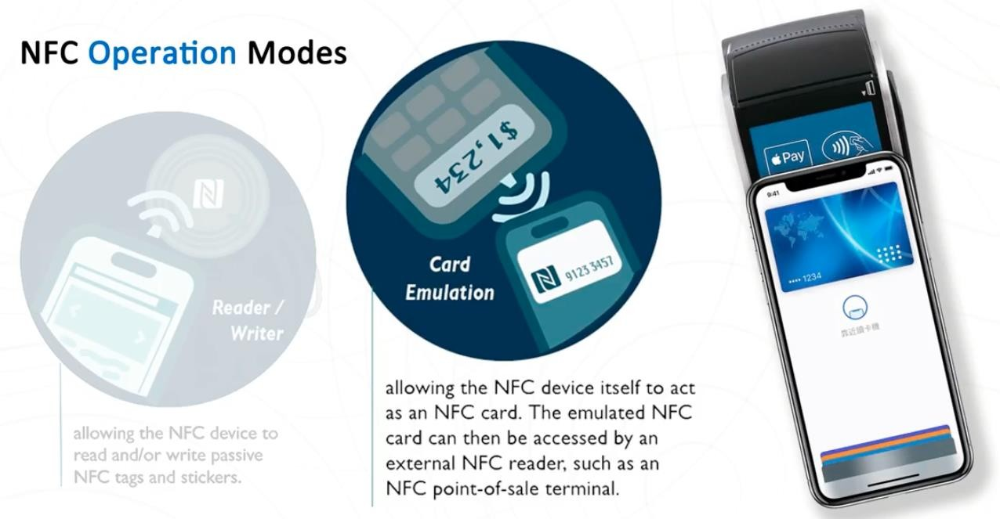 NFC Operation Modes
Reader /
Writer
allowing the NFC device to
read and/or write passive
NFC tags and stickers.
$1,234
9123 3457
Card
Emulation
allowing the NFC device itself to act
as an NFC card. The emulated NFC
card can then be accessed by an
external NFC reader, such as an
NFC point-of-sale terminal.
Pay
9:41
•••• 1234
靠近讀卡機